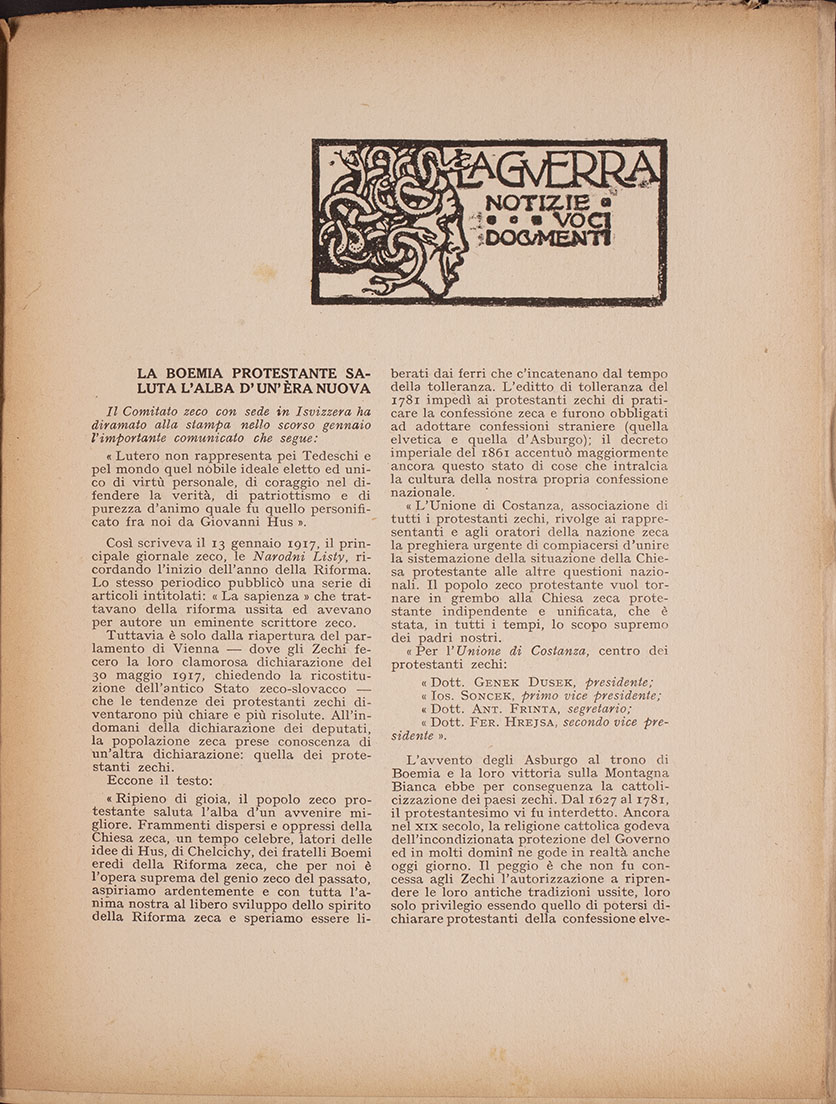 LA GVERRA
NOTIZIE
VOCI
DOCVMENTI
LA BOEMIA PROTESTANTE SA-
LUTA L'ALBA D'UN'ÈRA NUOVA
Il Comitato zeco con sede in Isvizzera ha
diramato alla stampa nello scorso gennaio
l'importante comunicato che segue:
« Lutero non rappresenta pei Tedeschi e
pel mondo quel nobile ideale eletto ed uni-
co di virtù personale, di coraggio nel di-
fendere la verità, di patriottismo e di
purezza d'animo quale fu quello personifi-
cato fra noi da Giovanni Hus ».
Così scriveva il 13 gennaio 1917, il prin-
cipale giornale zeco, le Narodni Listy, ri-
cordando l'inizio dell'anno della Riforma.
Lo stesso periodico pubblicò una serie di
articoli intitolati: « La sapienza » che trat-
tavano della riforma ussita ed avevano
per autore un eminente scrittore zeco.
Tuttavia è solo dalla riapertura del par-
lamento di Vienna — dove gli Zechi fe-
cero la loro clamorosa dichiarazione del
30 maggio 1917, chiedendo la ricostitu-
zione dell'antico Stato zeco-slovacco —
che le tendenze dei protestanti zechi di-
ventarono più chiare e più risolute. All'in-
domani della dichiarazione dei deputati,
la popolazione zeca prese conoscenza di
un'altra dichiarazione: quella dei prote-
stanti zechi.
Eccone il testo:
« Ripieno di gioia, il popolo zeco pro-
testante saluta l'alba d'un avvenire mi-
gliore. Frammenti dispersi e oppressi della
Chiesa zeca, un tempo celebre, latori delle
idee di Hus, di Chelcichy, dei fratelli Boemi
eredi della Riforma zeca, che per noi è
l'opera suprema del genio zeco del passato,
aspiriamo ardentemente e con tutta l'a-
nima nostra al libero sviluppo dello spirito
della Riforma zeca e speriamo essere li-
berati dai ferri che c'incatenano dal tempo
della tolleranza. L'editto di tolleranza del
1781 impedì ai protestanti zechi di prati-
care la confessione zeca e furono obbligati
ad adottare confessioni straniere (quella
elvetica e quella d'Asburgo); il decreto
imperiale del 1861 accentuò maggiormente
ancora questo stato di cose che intralcia
la cultura della nostra propria confessione
nazionale.
« L'Unione di Costanza, associazione di
tutti i protestanti zechi, rivolge ai rappre-
sentanti e agli oratori della nazione zeca
la preghiera urgente di compiacersi d'unire
la sistemazione della situazione della Chie-
sa protestante alle altre questioni nazio-
nali. Il popolo zeco protestante vuol tor-
nare in grembo alla Chiesa zeca prote-
stante indipendente e unificata, che è
stata, in tutti i tempi, lo scopo supremo
dei padri nostri.
« Per l'Unione di Costanza, centro dei
protestanti zechi:
« Dott. GENEK DUSEK, presidente;
« Ios. SONCEK, primo vice presidente;
« Dott. ANT. FRINTA, segretario;
« Dott. FER. HREJSA, secondo vice pre-
sidente ».
L'avvento degli Asburgo al trono di
Boemia e la loro vittoria sulla Montagna
Bianca ebbe per conseguenza la cattoli-
cizzazione dei paesi zechi. Dal 1627 al 1781,
il protestantesimo vi fu interdetto. Ancora
nel XIX secolo, la religione cattolica godeva
dell'incondizionata protezione del Governo
ed in molti dominî ne gode in realtà anche
oggi giorno. Il peggio è che non fu con-
cessa agli Zechi l'autorizzazione a ripren-
dere le loro antiche tradizioni ussite, loro
solo privilegio essendo quello di potersi di-
chiarare protestanti della confessione elve-